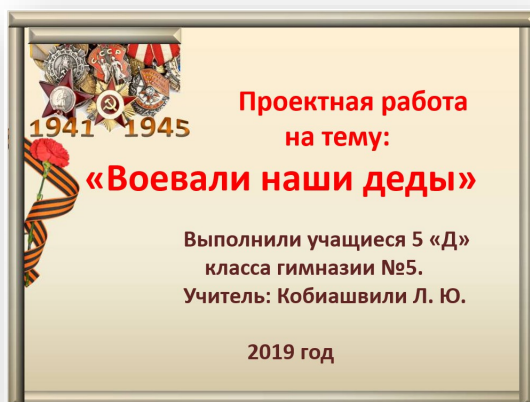 1941 1945
Проектная работа
на тему:
«Воевали наши деды»
Выполнили учащиеся 5 «Д»
класса гимназии №5.
Учитель: Кобиашвили Л. Ю.
2019 год